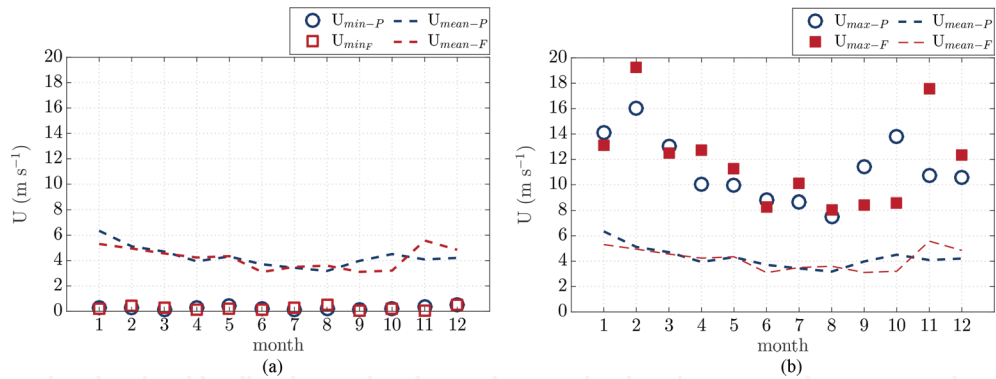 U_min−P U_mean−P
U_min_F U_mean−F
20
18
16
14
12
10
8
6
4
2
0
U (m s⁻¹)
1 2 3 4 5 6 7 8 9 10 11 12
month
(a)
U_max−P U_mean−P
U_max−F U_mean−F
20
18
16
14
12
10
8
6
4
2
0
U (m s⁻¹)
1 2 3 4 5 6 7 8 9 10 11 12
month
(b)